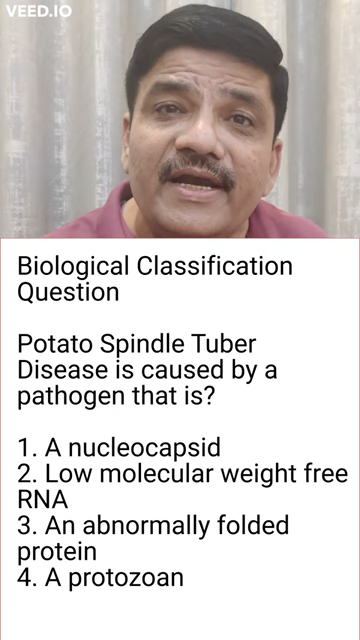 VEED.IO
Biological Classification
Question
Potato Spindle Tuber
Disease is caused by a
pathogen that is?
1. A nucleocapsid
2. Low molecular weight free
RNA
3. An abnormally folded
protein
4. A protozoan